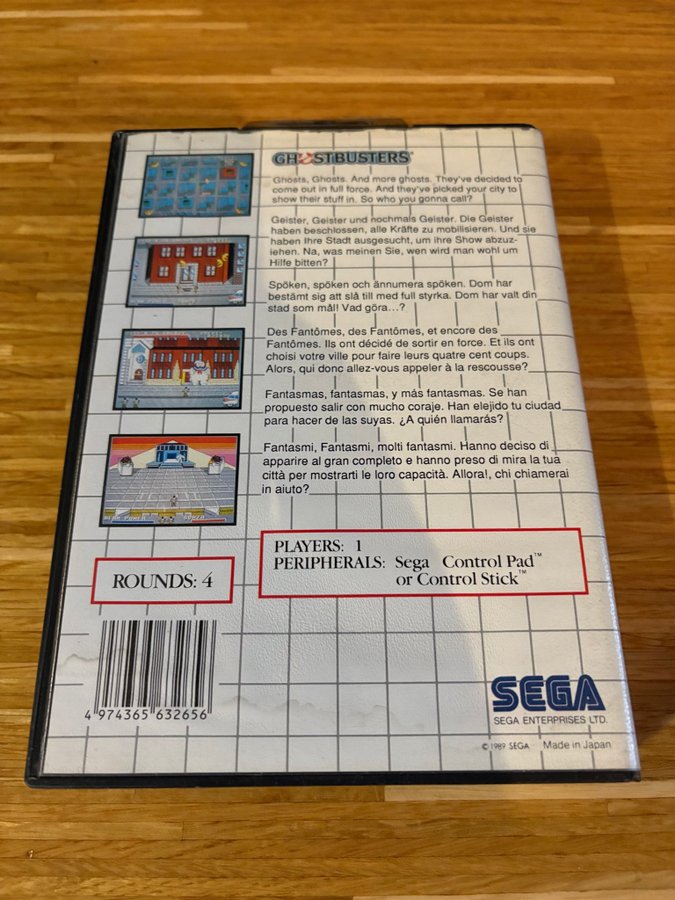 GHOSTBUSTERS
Ghosts, Ghosts. And more ghosts. They've decided to
come out in full force. And they've picked your city to
show their stuff in. So who you gonna call?
Geister, Geister und nochmals Geister. Die Geister
haben beschlossen, alle Kräfte zu mobilisieren. Und sie
haben Ihre Stadt ausgesucht, um ihre Show abzuz-
iehen. Na, was meinen Sie, wen wird man wohl um
Hilfe bitten?
Spöken, spöken och ännumera spöken. Dom har
bestämt sig att slå till med full styrka. Dom har valt din
stad som mål! Vad göra...?
Des Fantômes, des Fantômes, et encore des
Fantômes. Ils ont décidé de sortir en force. Et ils ont
choisi votre ville pour faire leurs quatre cent coups.
Alors, qui donc allez-vous appeler à la rescousse?
Fantasmas, fantasmas, y más fantasmas. Se han
propuesto salir con mucho coraje. Han elejido tu ciudad
para hacer de las suyas. ¿A quién llamarás?
Fantasmi, Fantasmi, molti fantasmi. Hanno deciso di
apparire al gran completo e hanno preso di mira la tua
città per mostrarti le loro capacità. Allora!, chi chiamerai
in aiuto?
PLAYERS: 1
PERIPHERALS: Sega Control Pad™
or Control Stick™
ROUNDS: 4
4 974365 632656
SEGA
SEGA ENTERPRISES LTD.
© 1989 SEGA Made in Japan